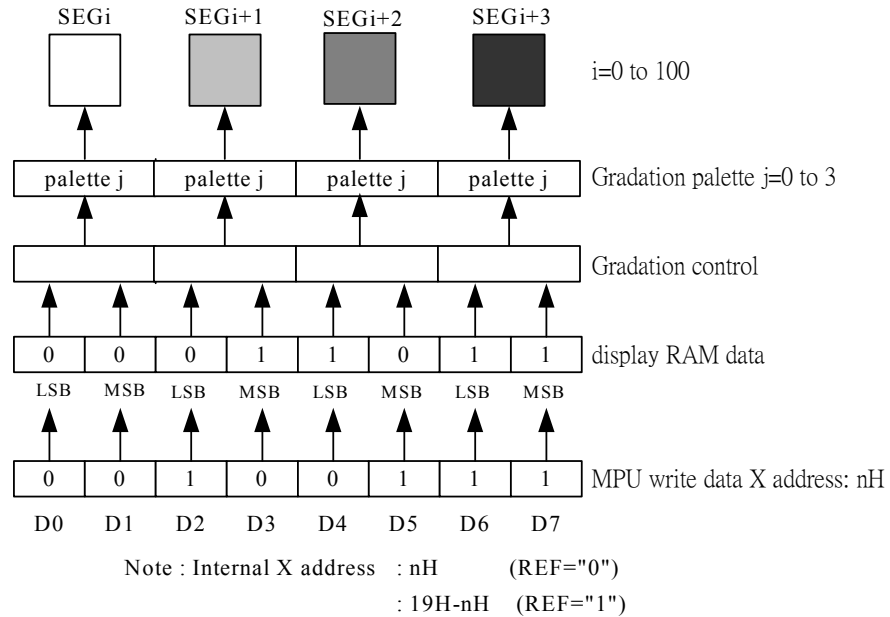 SEGi SEGi+1 SEGi+2 SEGi+3
i=0 to 100
palette j palette j palette j palette j Gradation palette j=0 to 3
Gradation control
0 0 0 1 1 0 1 1 display RAM data
LSB MSB LSB MSB LSB MSB LSB MSB
0 0 1 0 0 1 1 1 MPU write data X address: nH
D0 D1 D2 D3 D4 D5 D6 D7
Note : Internal X address : nH (REF="0")
: 19H-nH (REF="1")